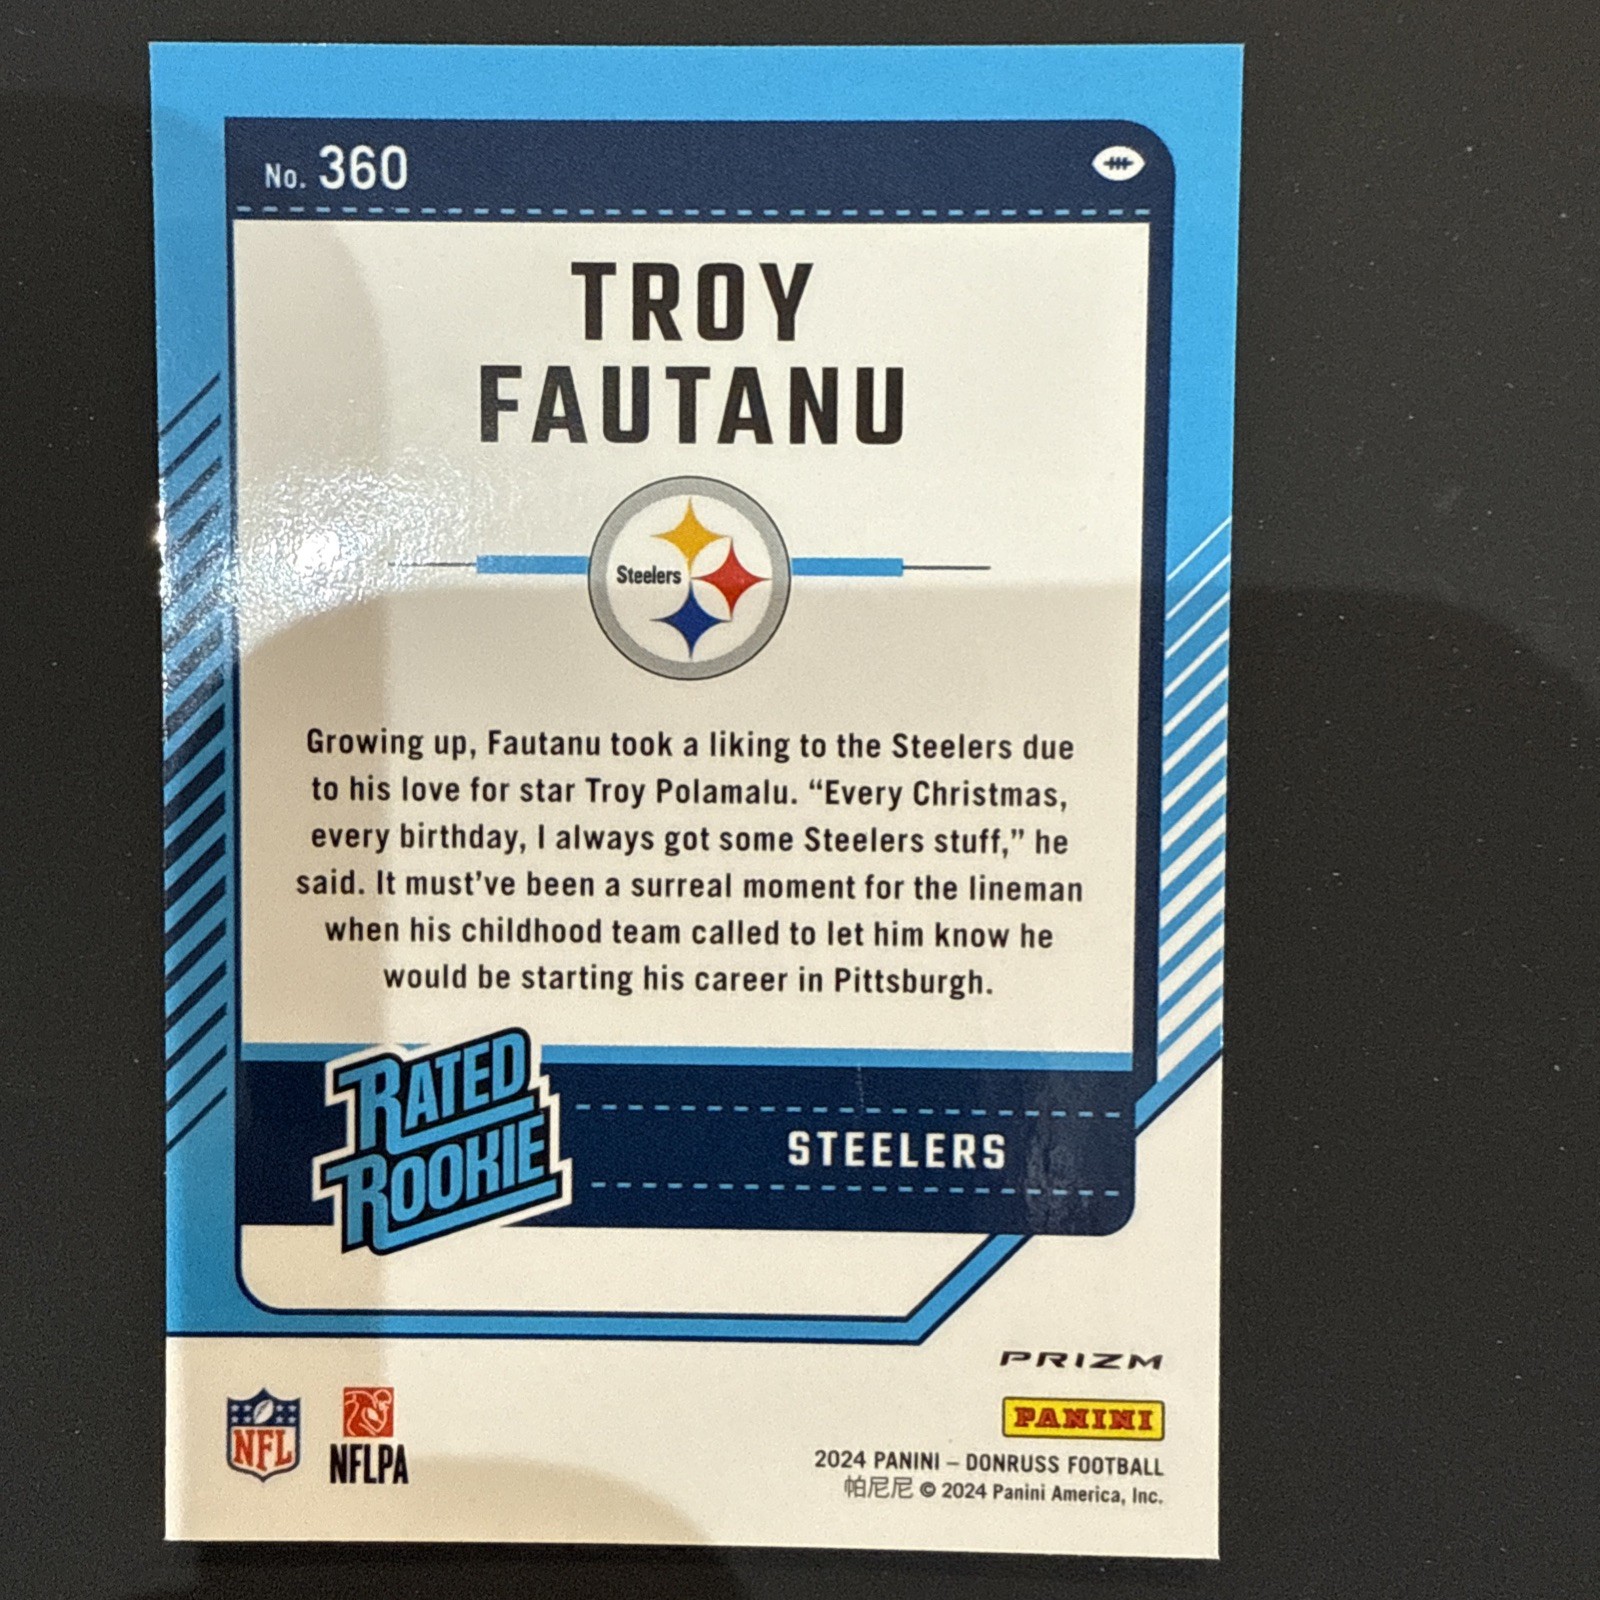 No. 360
TROY
FAUTANU
Steelers
Growing up, Fautanu took a liking to the Steelers due
to his love for star Troy Polamalu. “Every Christmas,
every birthday, I always got some Steelers stuff,” he
said. It must’ve been a surreal moment for the lineman
when his childhood team called to let him know he
would be starting his career in Pittsburgh.
RATED
ROOKIE
STEELERS
PRIZM
NFL
NFLPA
PANINI
2024 PANINI – DONRUSS FOOTBALL
帕尼尼 © 2024 Panini America, Inc.